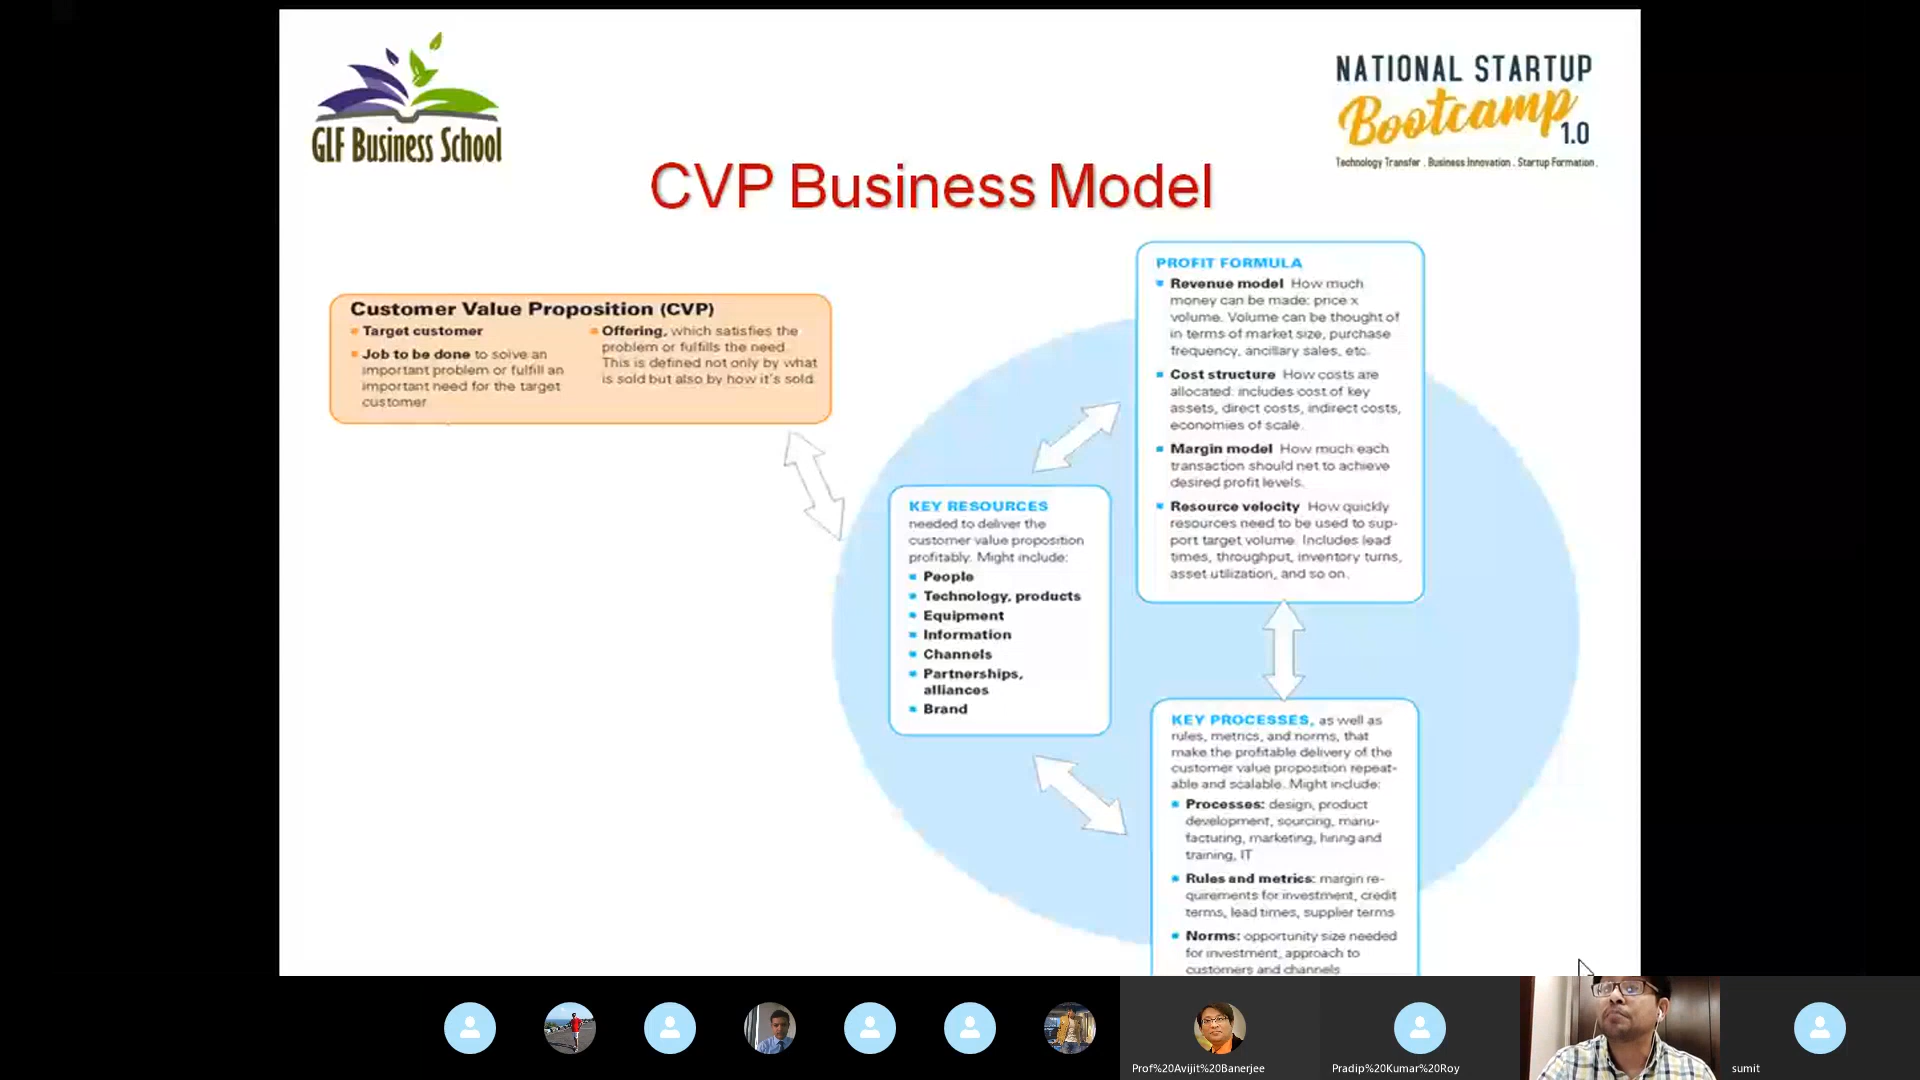 GLF Business School
NATIONAL STARTUP
Bootcamp
1.0
Technology Transfer . Business Innovation . Startup Formation .
CVP Business Model
Customer Value Proposition (CVP)
Target customer
Job to be done to solve an
important problem or fulfill an
important need for the target
customer
Offering, which satisfies the
problem or fulfills the need.
This is defined not only by what
is sold but also by how it's sold.
PROFIT FORMULA
Revenue model How much
money can be made: price x
volume. Volume can be thought of
in terms of market size, purchase
frequency, ancillary sales, etc.
Cost structure How costs are
allocated: includes cost of key
assets, direct costs, indirect costs,
economies of scale.
Margin model How much each
transaction should net to achieve
desired profit levels.
Resource velocity How quickly
resources need to be used to sup-
port target volume. Includes lead
times, throughput, inventory turns,
asset utilization, and so on.
KEY RESOURCES
needed to deliver the
customer value proposition
profitably. Might include:
People
Technology, products
Equipment
Information
Channels
Partnerships,
alliances
Brand
KEY PROCESSES, as well as
rules, metrics, and norms, that
make the profitable delivery of the
customer value proposition repeat-
able and scalable. Might include:
Processes: design, product
development, sourcing, manu-
facturing, marketing, hiring and
training, IT
Rules and metrics: margin re-
quirements for investment, credit
terms, lead times, supplier terms
Norms: opportunity size needed
for investment, approach to
customers and channels
Prof%20Avijit%20Banerjee
Pradip%20Kumar%20Roy
sumit